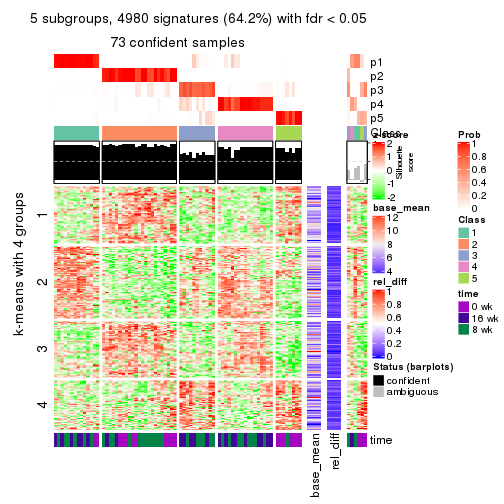 5 subgroups, 4980 signatures (64.2%) with fdr < 0.05
73 confident samples
p1
p2
p3
p4
p5
Class
Silhouette
score
k-means with 4 groups
1
2
3
4
time
base_mean
rel_diff
z-score
2
1
0
-1
-2
base_mean
12
10
8
6
4
rel_diff
1
0.8
0.6
0.4
0.2
0
Status (barplots)
confident
ambiguous
Prob
1
0.8
0.6
0.4
0.2
0
Class
1
2
3
4
5
time
0 wk
16 wk
8 wk